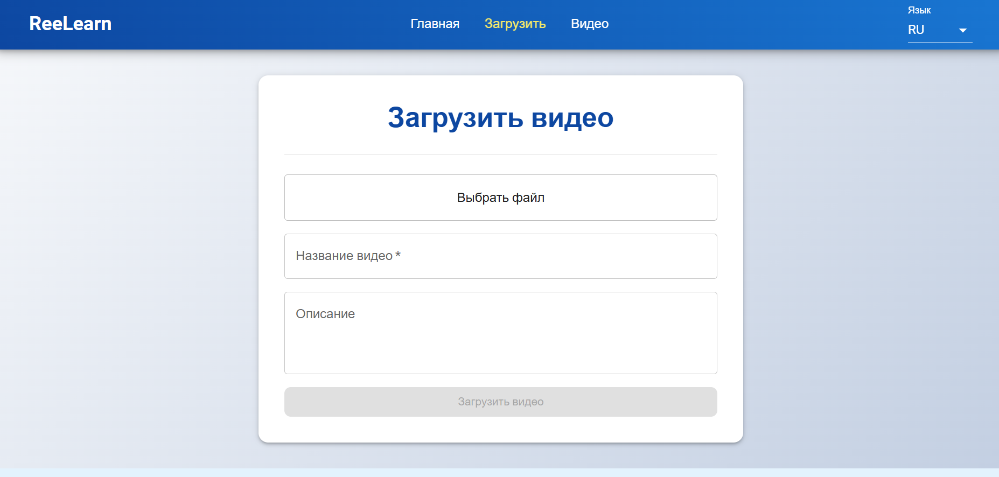 ReeLearn
Главная
Загрузить
Видео
Язык
RU
Загрузить видео
Выбрать файл
Название видео *
Описание
Загрузить видео